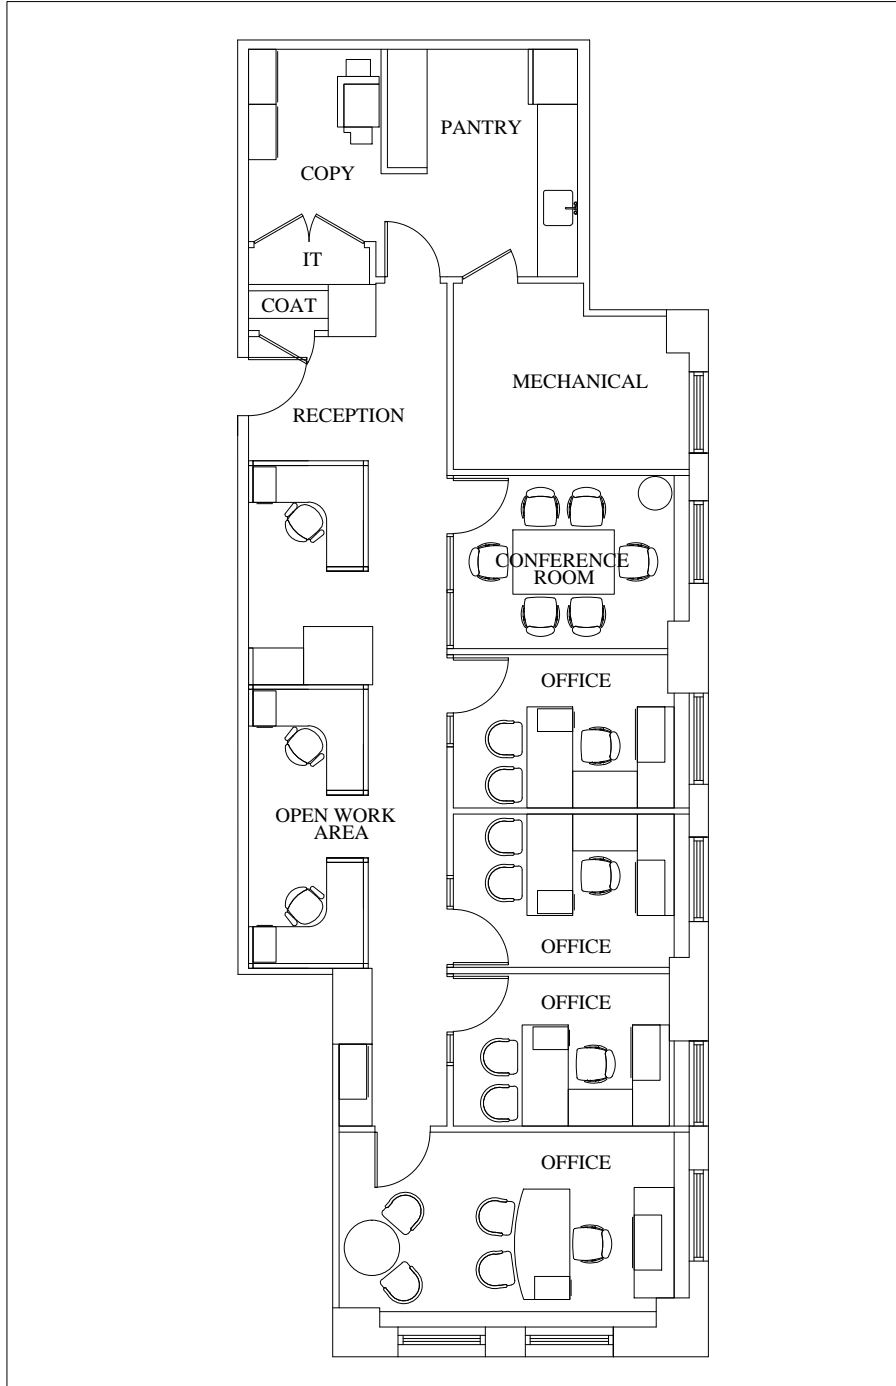 PANTRY
COPY
IT
COAT
MECHANICAL
RECEPTION
CONFERENCE
ROOM
OFFICE
OPEN WORK
AREA
OFFICE
OFFICE
OFFICE